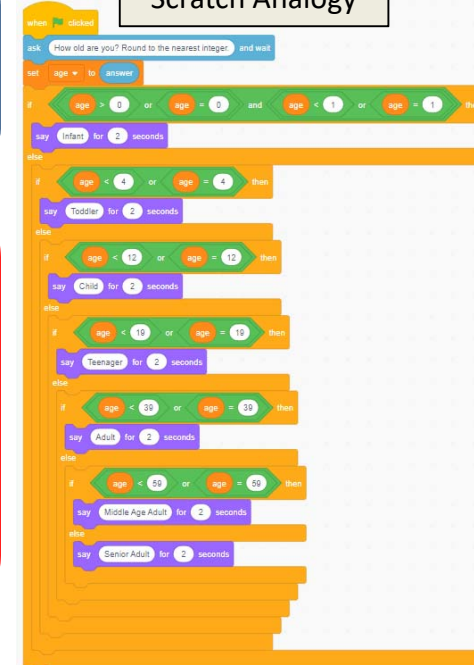 Scratch Analogy
when clicked
ask How old are you? Round to the nearest integer. and wait
set age to answer
if age > 0 or age = 0 and age < 1 or age = 1 the
say Infant for 2 seconds
else
if age < 4 or age = 4 then
say Toddler for 2 seconds
else
if age < 12 or age = 12 then
say Child for 2 seconds
else
if age < 19 or age = 19 then
say Teenager for 2 seconds
else
if age < 39 or age = 39 then
say Adult for 2 seconds
else
if age < 59 or age = 59 then
say Middle Age Adult for 2 seconds
else
say Senior Adult for 2 seconds